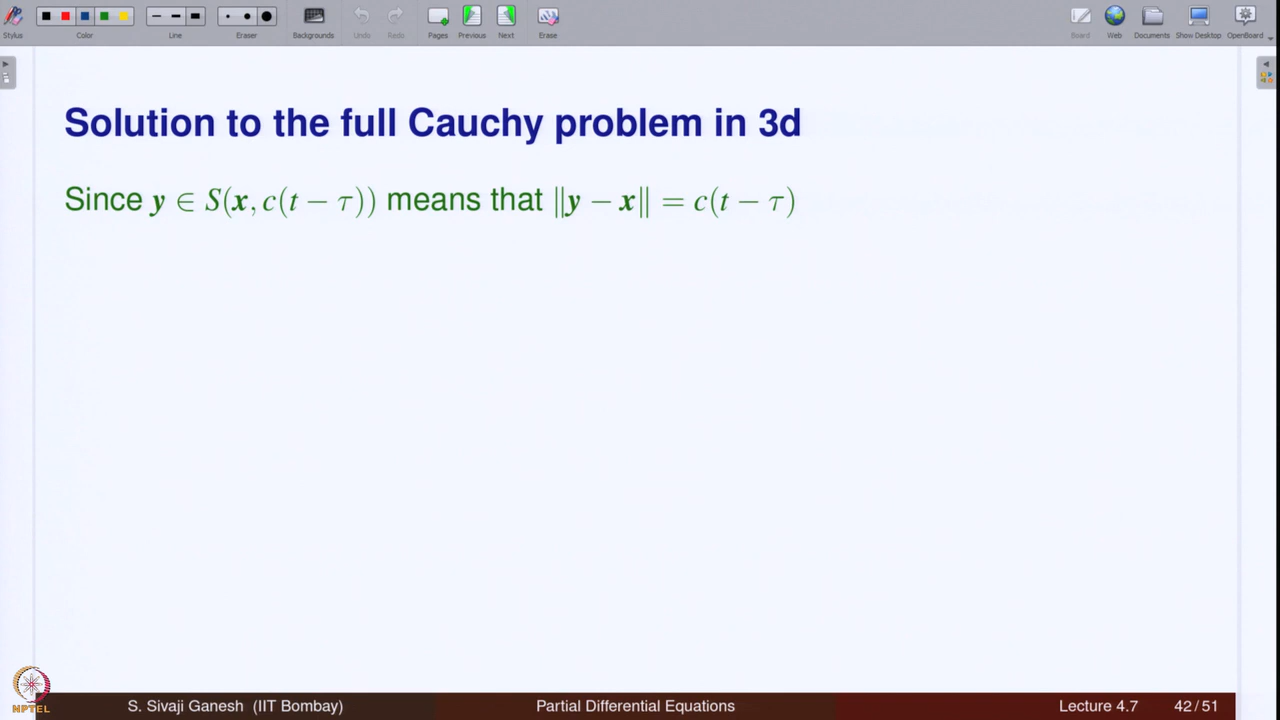 Stylus Color Line Eraser Backgrounds Undo Redo Pages Previous Next Erase Board Web Documents Show Desktop OpenBoard
Solution to the full Cauchy problem in 3d
Since y ∈ S(x, c(t − τ)) means that ‖y − x‖ = c(t − τ)
NPTEL
S. Sivaji Ganesh (IIT Bombay) Partial Differential Equations Lecture 4.7 42 / 51